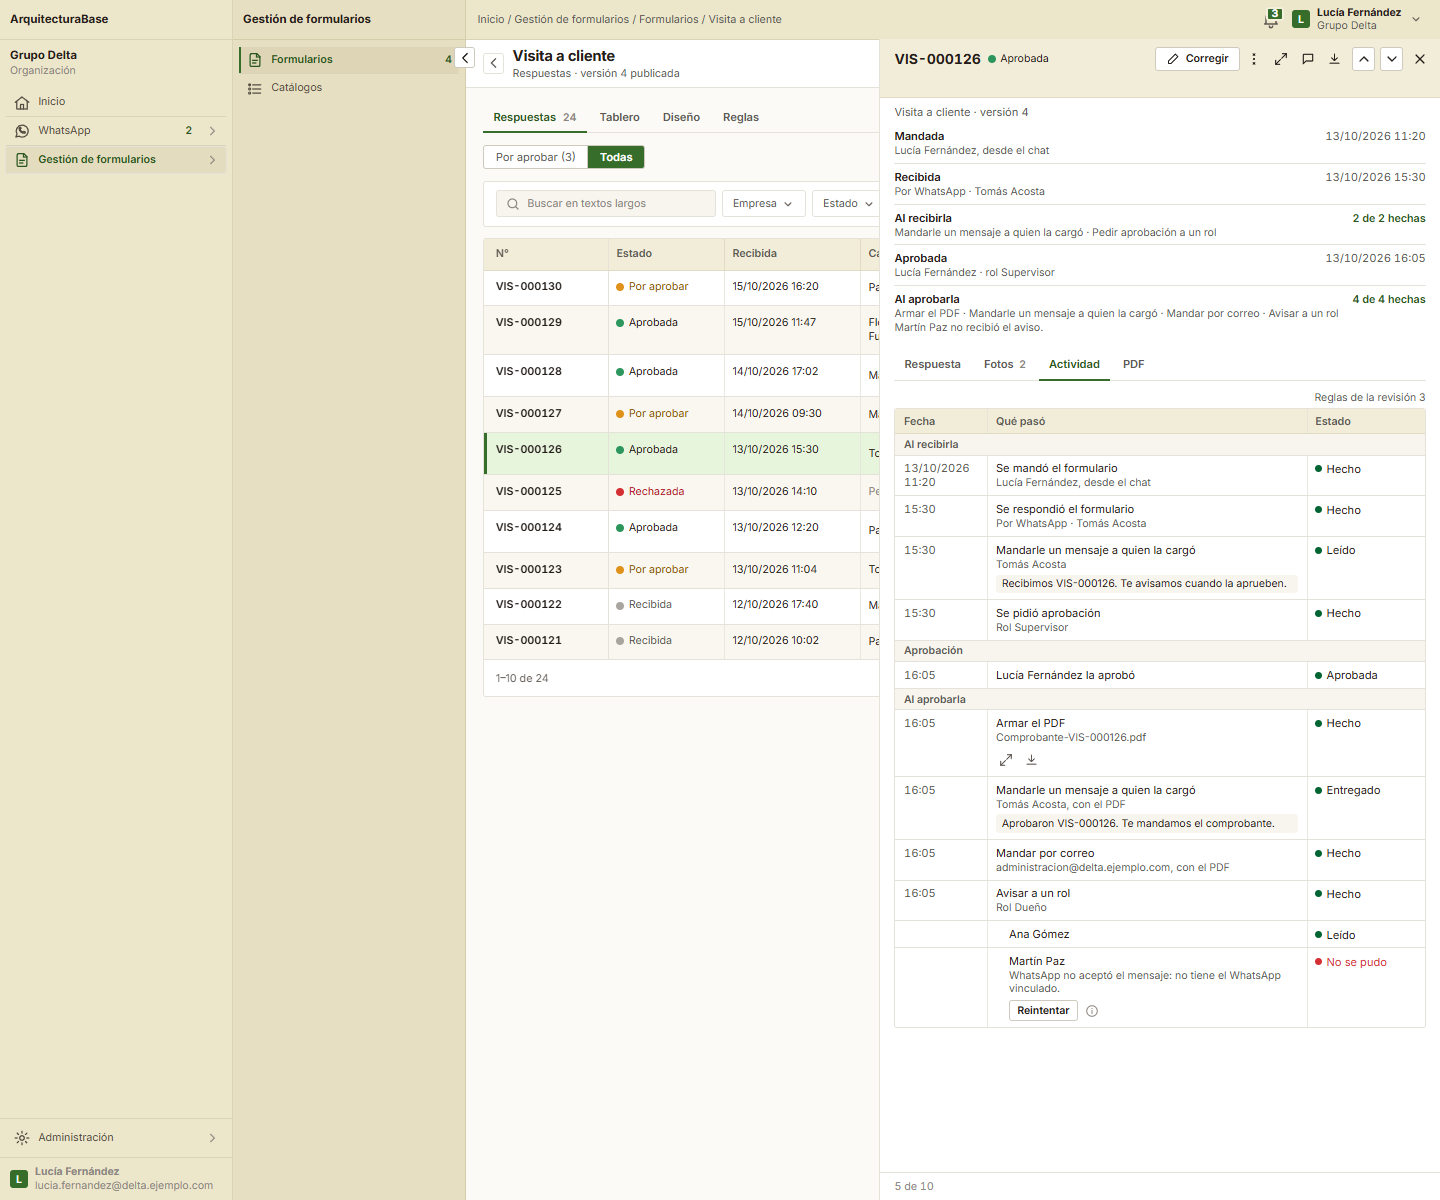 ArquitecturaBase
Grupo Delta
Organización
Inicio
WhatsApp 2
Gestión de formularios
Administración
L
Lucía Fernández
lucia.fernandez@delta.ejemplo.com
Gestión de formularios
Formularios 4
Catálogos
Inicio / Gestión de formularios / Formularios / Visita a cliente
3
L
Lucía Fernández
Grupo Delta
Visita a cliente
Respuestas · versión 4 publicada
Respuestas 24 Tablero Diseño Reglas
Por aprobar (3) Todas
Buscar en textos largos Empresa Estado
N° Estado Recibida Ca
VIS-000130 Por aprobar 15/10/2026 16:20 Pa
VIS-000129 Aprobada 15/10/2026 11:47 Flo
Fu
VIS-000128 Aprobada 14/10/2026 17:02 Ma
VIS-000127 Por aprobar 14/10/2026 09:30 Ma
VIS-000126 Aprobada 13/10/2026 15:30 To
VIS-000125 Rechazada 13/10/2026 14:10 Pe
VIS-000124 Aprobada 13/10/2026 12:20 Pa
VIS-000123 Por aprobar 13/10/2026 11:04 To
VIS-000122 Recibida 12/10/2026 17:40 Ma
VIS-000121 Recibida 12/10/2026 10:02 Pa
1–10 de 24
VIS-000126 Aprobada Corregir
Visita a cliente · versión 4
Mandada 13/10/2026 11:20
Lucía Fernández, desde el chat
Recibida 13/10/2026 15:30
Por WhatsApp · Tomás Acosta
Al recibirla 2 de 2 hechas
Mandarle un mensaje a quien la cargó · Pedir aprobación a un rol
Aprobada 13/10/2026 16:05
Lucía Fernández · rol Supervisor
Al aprobarla 4 de 4 hechas
Armar el PDF · Mandarle un mensaje a quien la cargó · Mandar por correo · Avisar a un rol
Martín Paz no recibió el aviso.
Respuesta Fotos 2 Actividad PDF
Reglas de la revisión 3
Fecha Qué pasó Estado
Al recibirla
13/10/2026 11:20 Se mandó el formulario Hecho
Lucía Fernández, desde el chat
15:30 Se respondió el formulario Hecho
Por WhatsApp · Tomás Acosta
15:30 Mandarle un mensaje a quien la cargó Leído
Tomás Acosta
Recibimos VIS-000126. Te avisamos cuando la aprueben.
15:30 Se pidió aprobación Hecho
Rol Supervisor
Aprobación
16:05 Lucía Fernández la aprobó Aprobada
Al aprobarla
16:05 Armar el PDF Hecho
Comprobante-VIS-000126.pdf
16:05 Mandarle un mensaje a quien la cargó Entregado
Tomás Acosta, con el PDF
Aprobaron VIS-000126. Te mandamos el comprobante.
16:05 Mandar por correo Hecho
administracion@delta.ejemplo.com, con el PDF
16:05 Avisar a un rol Hecho
Rol Dueño
Ana Gómez Leído
Martín Paz No se pudo
WhatsApp no aceptó el mensaje: no tiene el WhatsApp
vinculado.
Reintentar
5 de 10